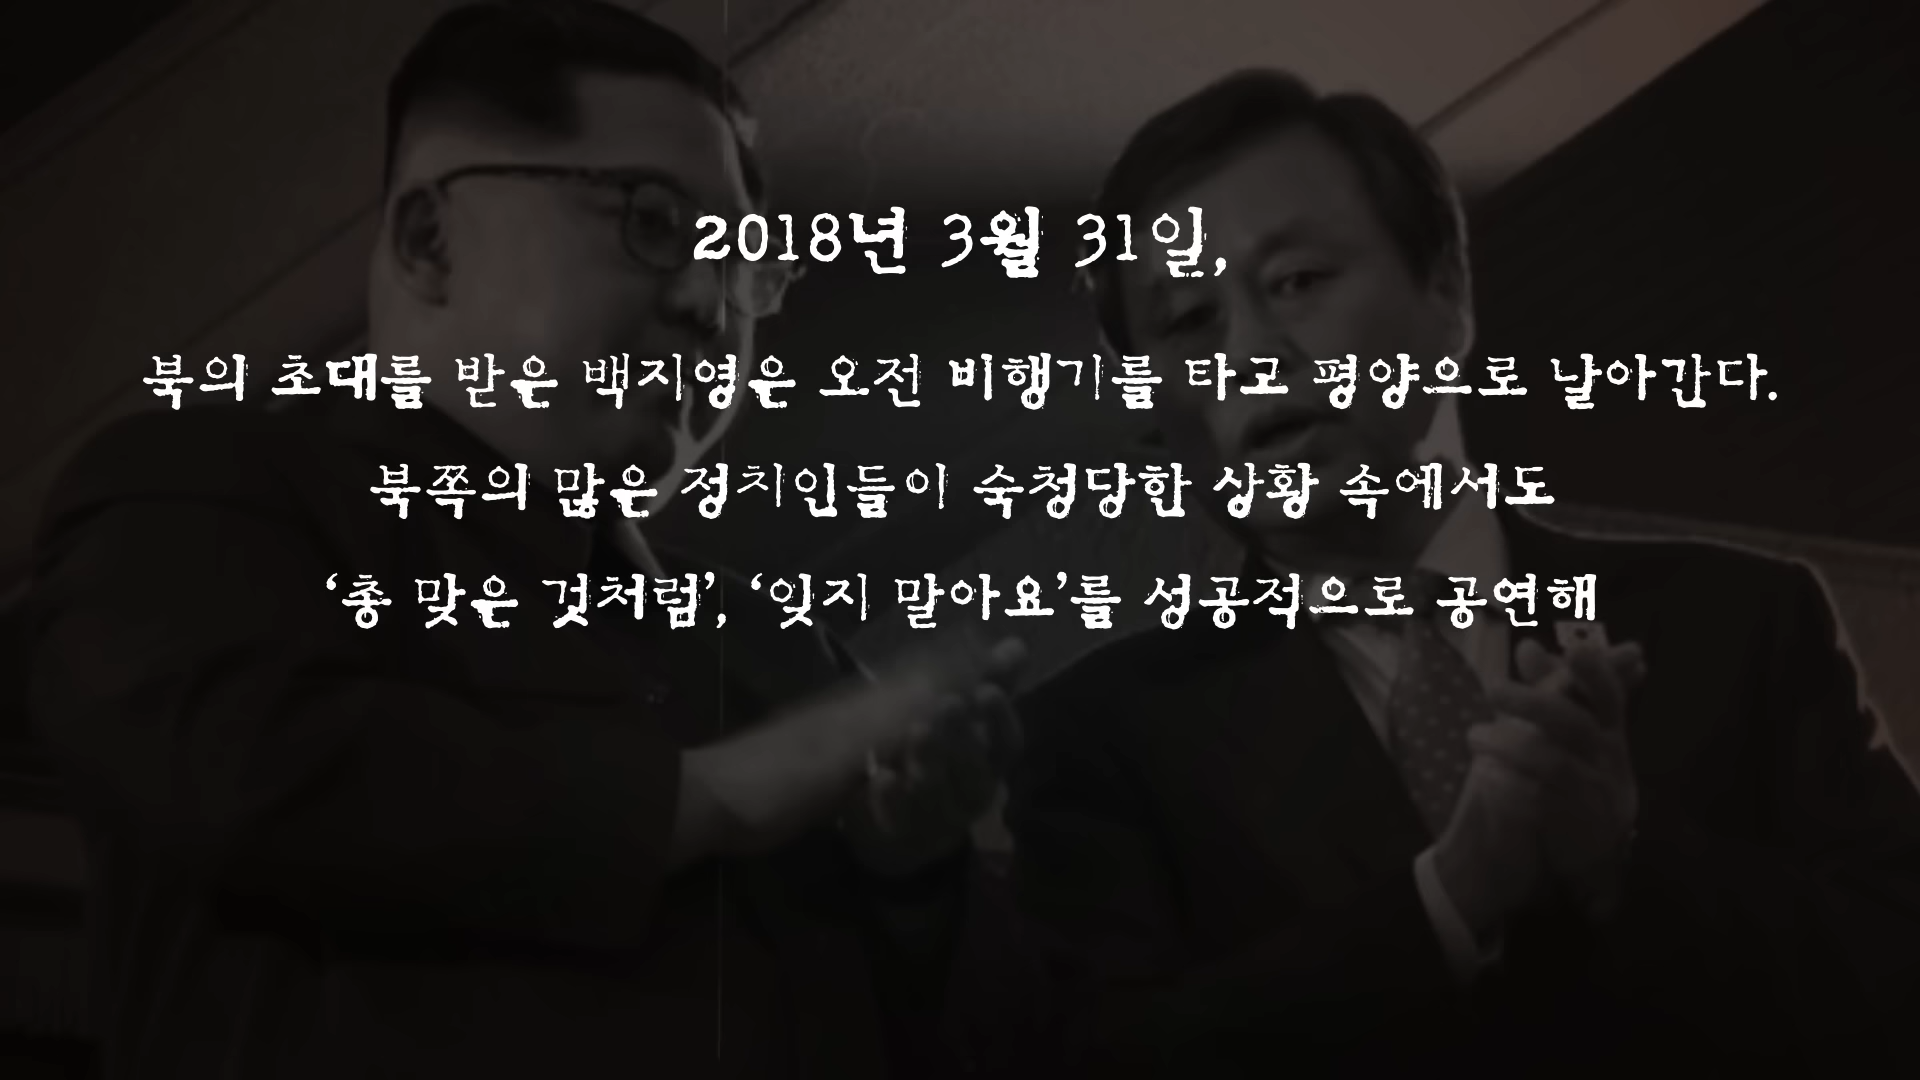 2018년 3월 31일,
북의 초대를 받은 백지영은 오전 비행기를 타고 평양으로 날아간다.
북쪽의 많은 정치인들이 숙청당한 상황 속에서도
‘총 맞은 것처럼’, ‘잊지 말아요’를 성공적으로 공연해